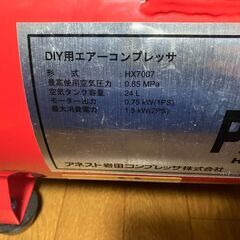 DIY用エアーコンプレッサ
形　　式　　：　HX7007
最高使用空気圧力　：　0.85 MPa
空気タンク容量　：　24 L
モーター出力　：　0.75 kW(1PS)
最大消費電力　：　1.5 kW(2PS)
アネスト岩田コンプレッサ株式会社
P
H